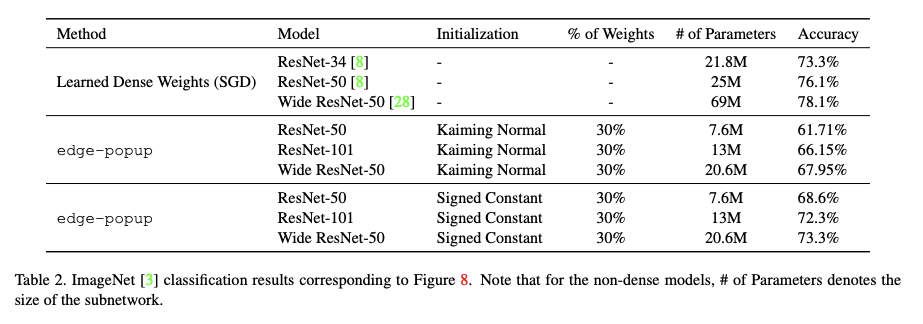 Method Model Initialization % of Weights # of Parameters Accuracy
ResNet-34 [8] - - 21.8M 73.3%
Learned Dense Weights (SGD) ResNet-50 [8] - - 25M 76.1%
Wide ResNet-50 [28] - - 69M 78.1%
ResNet-50 Kaiming Normal 30% 7.6M 61.71%
edge-popup ResNet-101 Kaiming Normal 30% 13M 66.15%
Wide ResNet-50 Kaiming Normal 30% 20.6M 67.95%
ResNet-50 Signed Constant 30% 7.6M 68.6%
edge-popup ResNet-101 Signed Constant 30% 13M 72.3%
Wide ResNet-50 Signed Constant 30% 20.6M 73.3%
Table 2. ImageNet [3] classification results corresponding to Figure 8. Note that for the non-dense models, # of Parameters denotes the
size of the subnetwork.